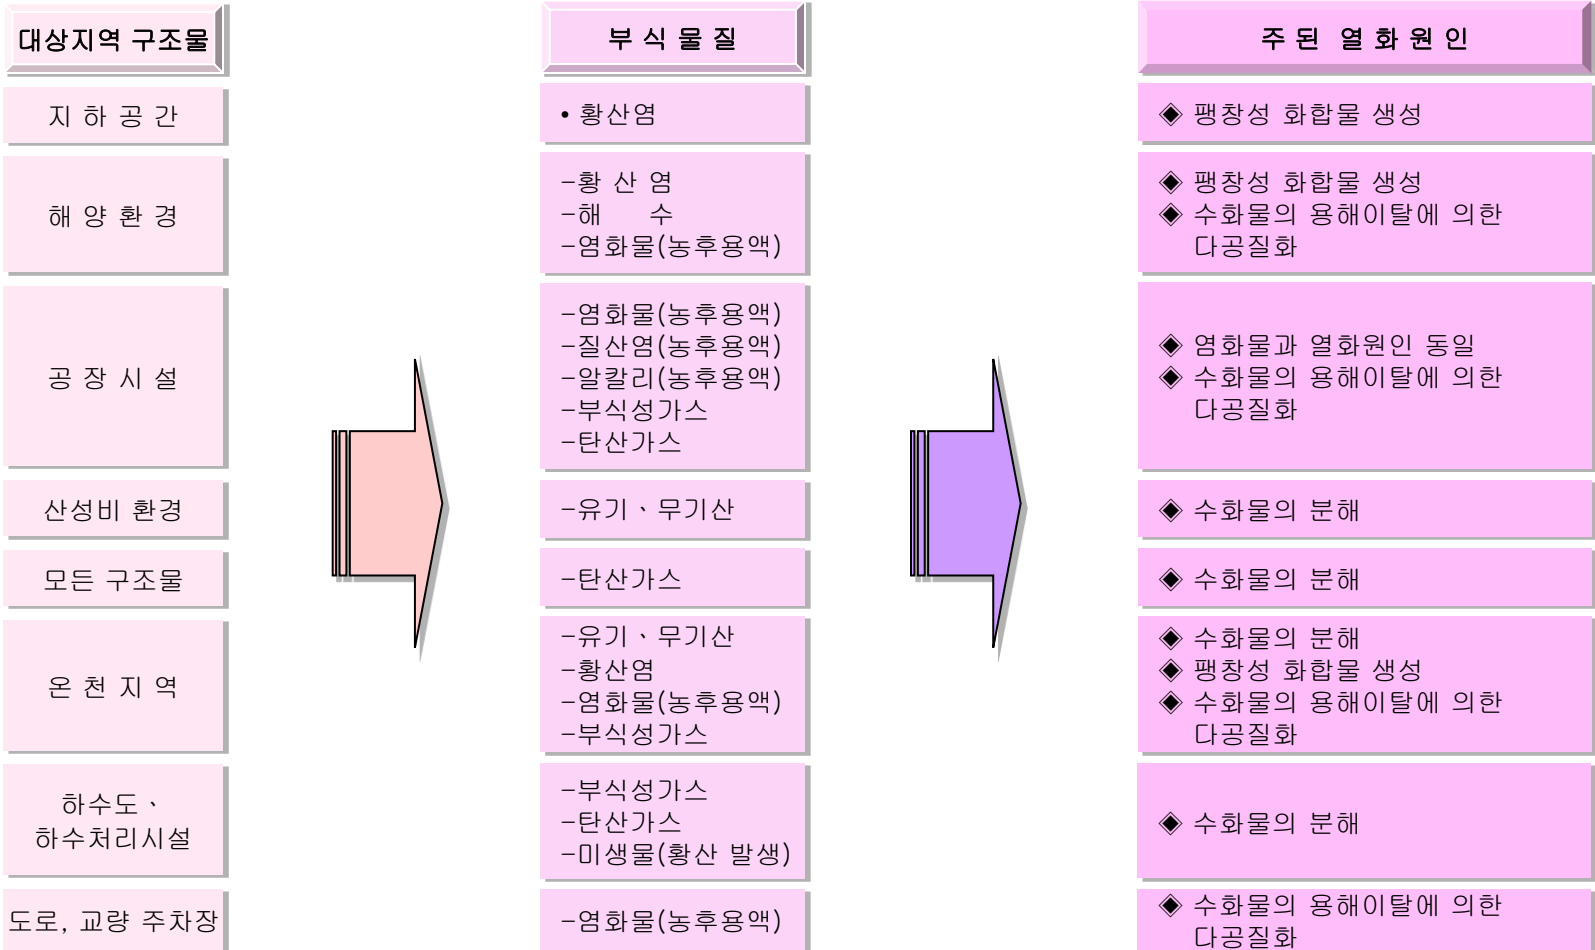 대상지역 구조물
부 식 물 질
주 된 열 화 원 인
지 하 공 간
• 황산염
◈ 팽창성 화합물 생성
해 양 환 경
-황 산 염
-해 수
-염화물(농후용액)
◈ 팽창성 화합물 생성
◈ 수화물의 용해이탈에 의한
다공질화
공 장 시 설
-염화물(농후용액)
-질산염(농후용액)
-알칼리(농후용액)
-부식성가스
-탄산가스
◈ 염화물과 열화원인 동일
◈ 수화물의 용해이탈에 의한
다공질화
산성비 환경
-유기、무기산
◈ 수화물의 분해
모든 구조물
-탄산가스
◈ 수화물의 분해
온 천 지 역
-유기、무기산
-황산염
-염화물(농후용액)
-부식성가스
◈ 수화물의 분해
◈ 팽창성 화합물 생성
◈ 수화물의 용해이탈에 의한
다공질화
하수도、
하수처리시설
-부식성가스
-탄산가스
-미생물(황산 발생)
◈ 수화물의 분해
도로, 교량 주차장
-염화물(농후용액)
◈ 수화물의 용해이탈에 의한
다공질화